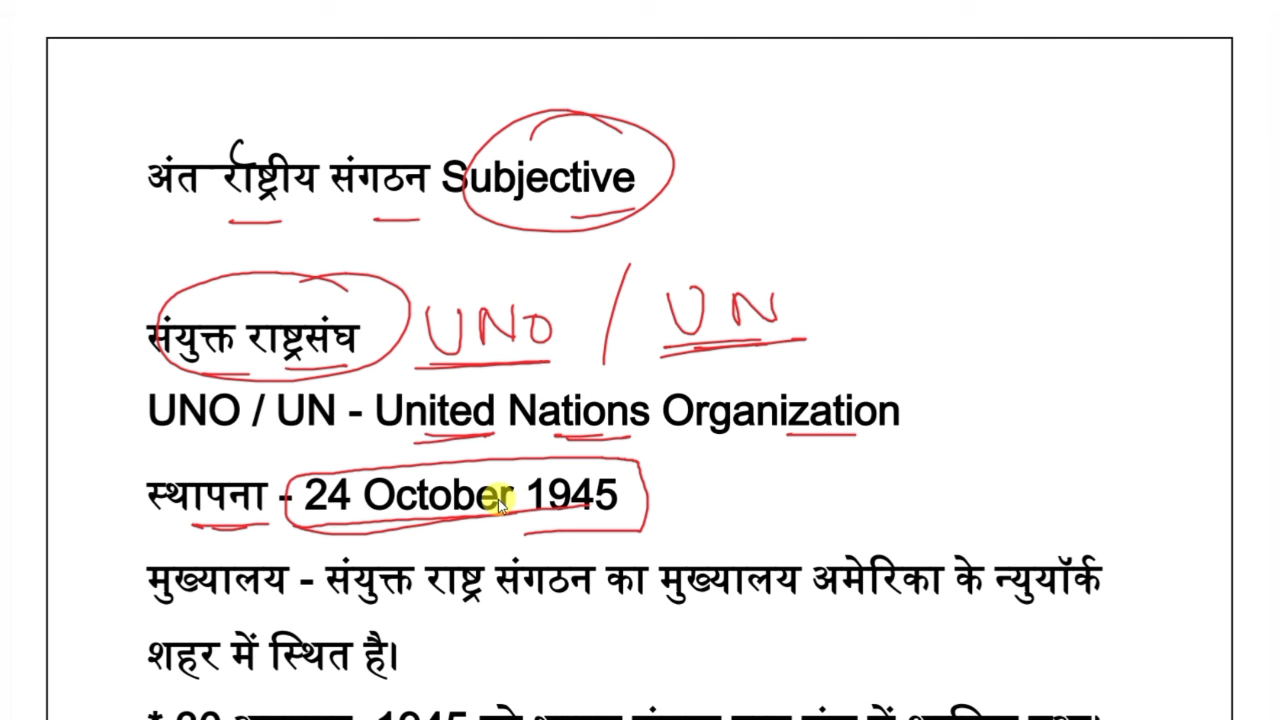 अंत राष्ट्रीय संगठन Subjective
संयुक्त राष्ट्रसंघ UNO / UN
UNO / UN - United Nations Organization
स्थापना - 24 October 1945
मुख्यालय - संयुक्त राष्ट्र संगठन का मुख्यालय अमेरिका के न्युयॉर्क
शहर में स्थित है।
1945 को